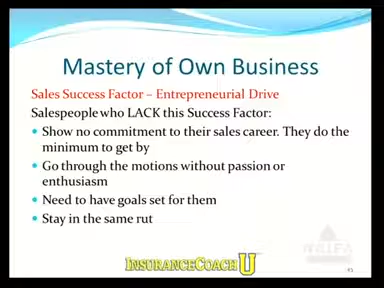 Mastery of Own Business
Sales Success Factor – Entrepreneurial Drive
Salespeople who LACK this Success Factor:
Show no commitment to their sales career. They do the
minimum to get by
Go through the motions without passion or
enthusiasm
Need to have goals set for them
Stay in the same rut
INSURANCECOACH U